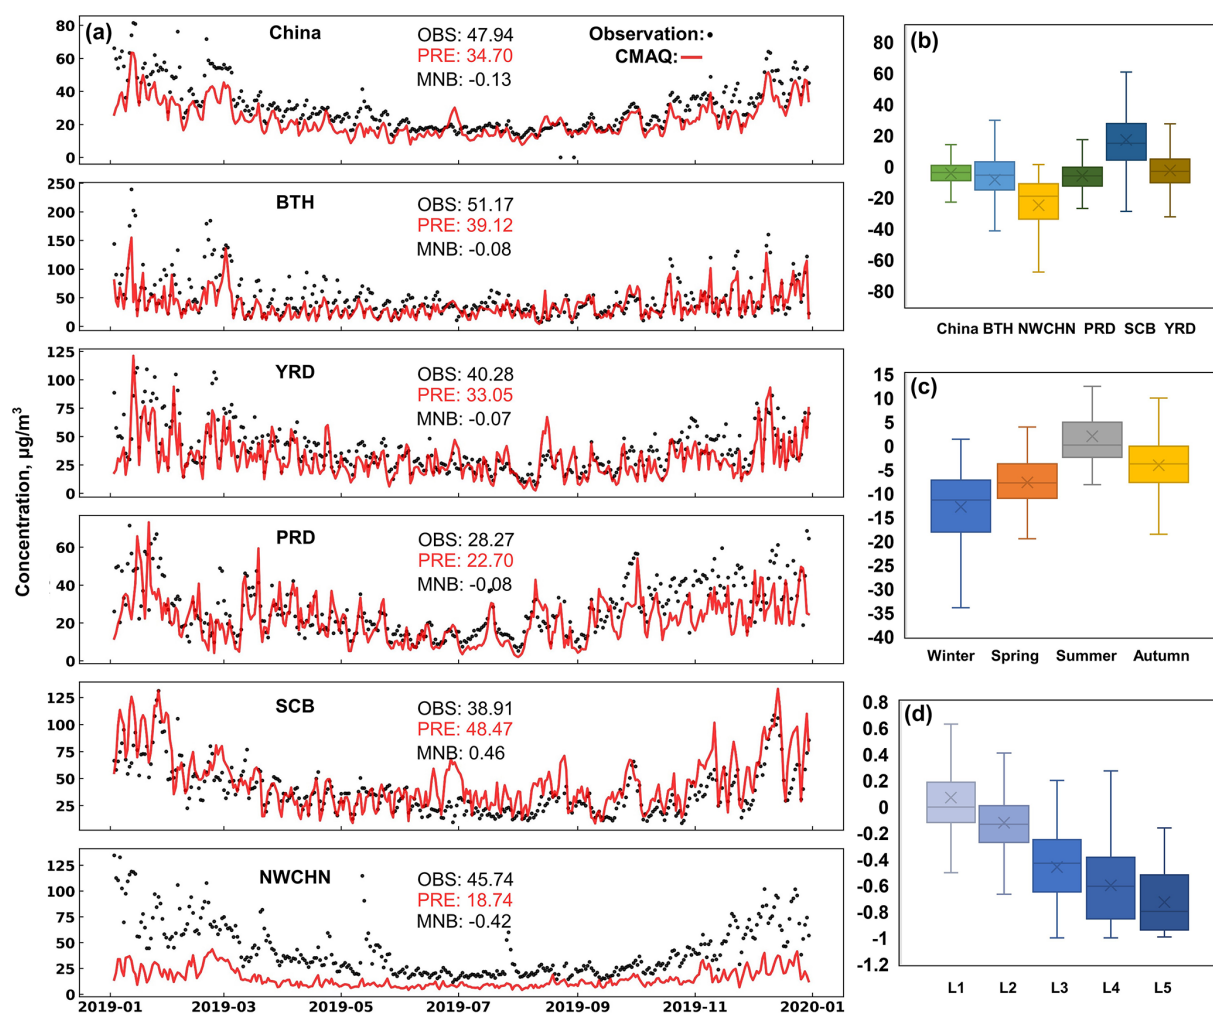 Concentration, μg/m³
(a)
China
OBS: 47.94
PRE: 34.70
MNB: -0.13
Observation:
CMAQ:
80
60
40
20
0
BTH
OBS: 51.17
PRE: 39.12
MNB: -0.08
250
200
150
100
50
0
YRD
OBS: 40.28
PRE: 33.05
MNB: -0.07
125
100
75
50
25
0
PRD
OBS: 28.27
PRE: 22.70
MNB: -0.08
60
40
20
0
SCB
OBS: 38.91
PRE: 48.47
MNB: 0.46
125
100
75
50
25
NWCHN
OBS: 45.74
PRE: 18.74
MNB: -0.42
125
100
75
50
25
0
2019-01 2019-03 2019-05 2019-07 2019-09 2019-11 2020-01
(b)
80
60
40
20
0
-20
-40
-60
-80
China BTH NWCHN PRD SCB YRD
(c)
15
10
5
0
-5
-10
-15
-20
-25
-30
-35
-40
Winter Spring Summer Autumn
(d)
0.8
0.6
0.4
0.2
0
-0.2
-0.4
-0.6
-0.8
-1
-1.2
L1 L2 L3 L4 L5